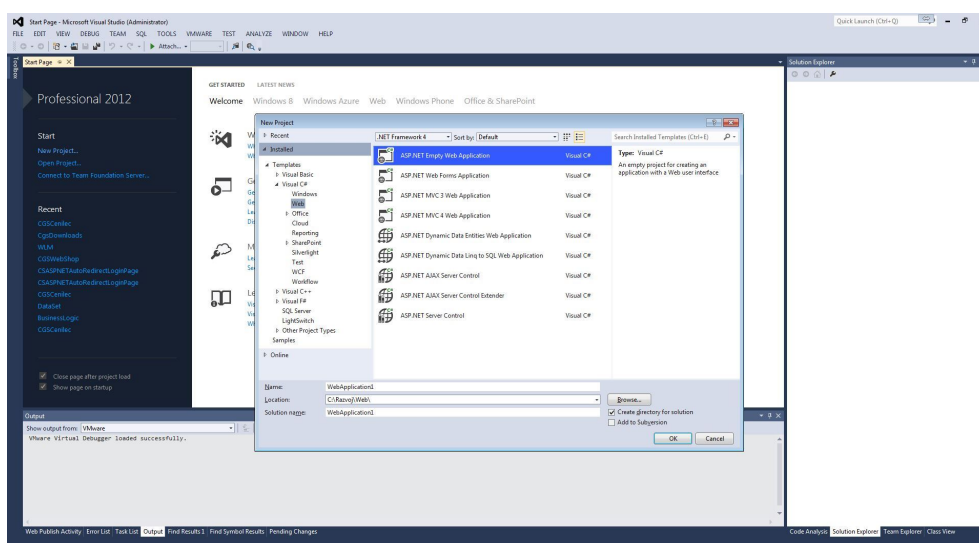 Start Page - Microsoft Visual Studio (Administrator)
Quick Launch (Ctrl+Q)
FILE EDIT VIEW DEBUG TEAM SQL TOOLS VMWARE TEST ANALYZE WINDOW HELP
Attach...
Toolbox
Start Page
Solution Explorer
Professional 2012
Start
New Project...
Open Project...
Connect to Team Foundation Server...
Recent
CGSCenilec
CgsDownloads
WLM
CGSWebShop
CSASPNETAutoRedirectLoginPage
CSASPNETAutoRedirectLoginPage
CGSCenilec
DataSet
BusinessLogic
CGSCenilec
Close page after project load
Show page on startup
GET STARTED LATEST NEWS
Welcome Windows 8 Windows Azure Web Windows Phone Office & SharePoint
New Project
Recent
Installed
Templates
Visual Basic
Visual C#
Windows
Web
Office
Cloud
Reporting
SharePoint
Silverlight
Test
WCF
Workflow
Visual C++
Visual F#
SQL Server
LightSwitch
Other Project Types
Samples
Online
.NET Framework 4 Sort by: Default
Search Installed Templates (Ctrl+E)
ASP.NET Empty Web Application Visual C#
ASP.NET Web Forms Application Visual C#
ASP.NET MVC 3 Web Application Visual C#
ASP.NET MVC 4 Web Application Visual C#
ASP.NET Dynamic Data Entities Web Application Visual C#
ASP.NET Dynamic Data Linq to SQL Web Application Visual C#
ASP.NET AJAX Server Control Visual C#
ASP.NET AJAX Server Control Extender Visual C#
ASP.NET Server Control Visual C#
Type: Visual C#
An empty project for creating an
application with a Web user interface
Name: WebApplication1
Location: C:\Razvoj\Web\
Browse...
Solution name: WebApplication1
Create directory for solution
Add to Subversion
OK Cancel
Output
Show output from: VMware
VMware Virtual Debugger loaded successfully.
Web Publish Activity Error List Task List Output Find Results 1 Find Symbol Results Pending Changes
Code Analysis Solution Explorer Team Explorer Class View